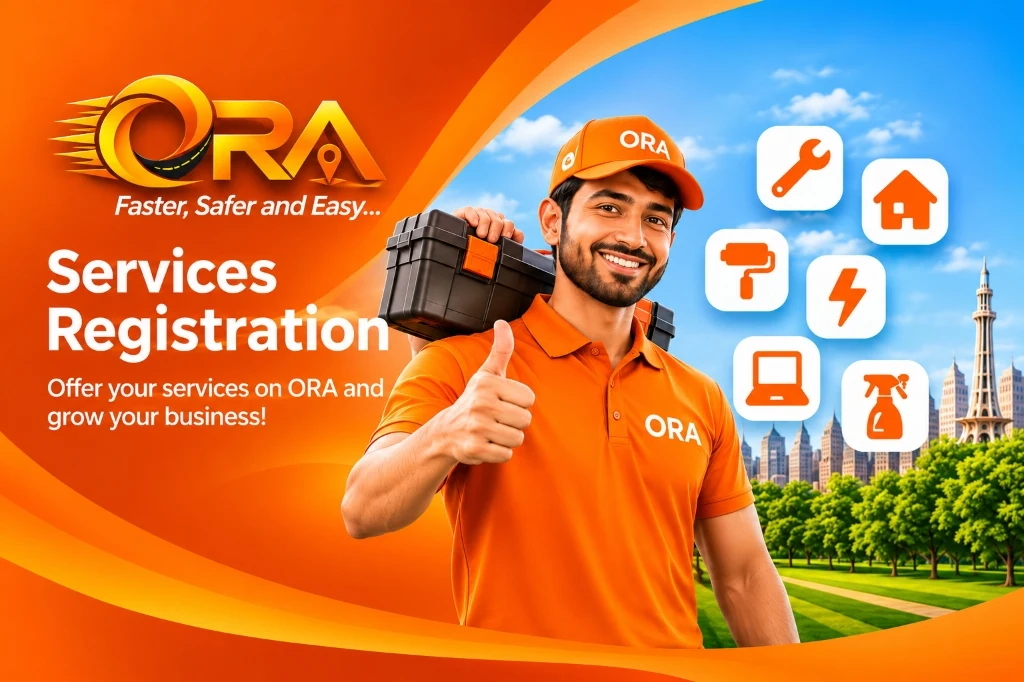 ORA
Faster, Safer and Easy...
Services
Registration
Offer your services on ORA and
grow your business!
ORA
ORA